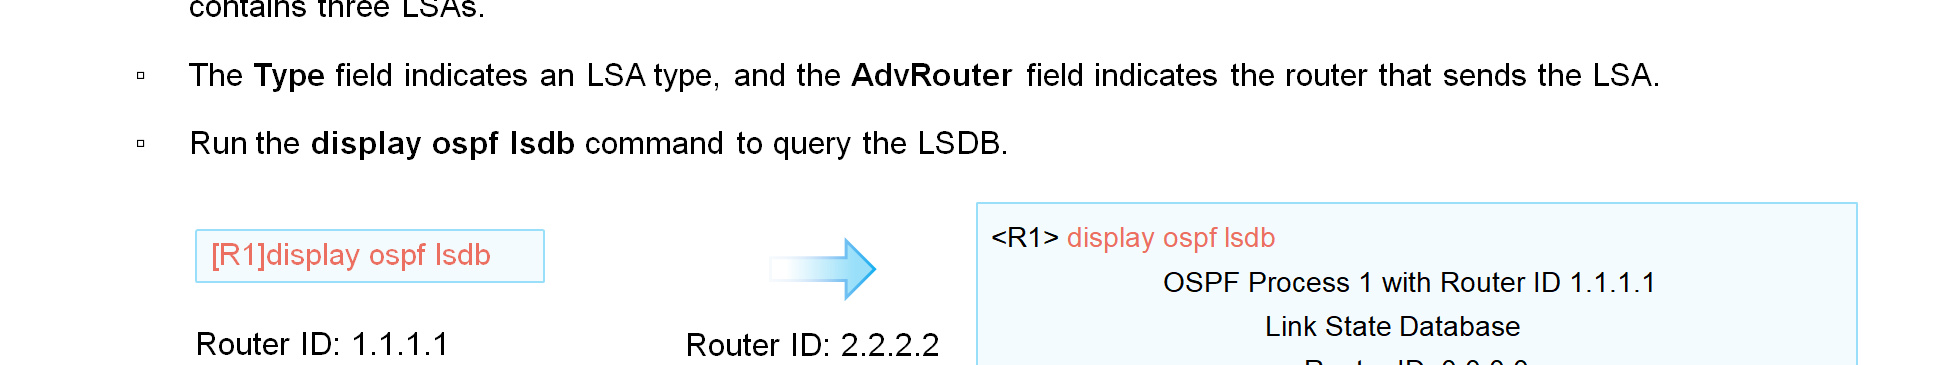 contains three LSAs.
▫ The Type field indicates an LSA type, and the AdvRouter field indicates the router that sends the LSA.
▫ Run the display ospf lsdb command to query the LSDB.
[R1]display ospf lsdb
Router ID: 1.1.1.1
Router ID: 2.2.2.2
<R1> display ospf lsdb
OSPF Process 1 with Router ID 1.1.1.1
Link State Database